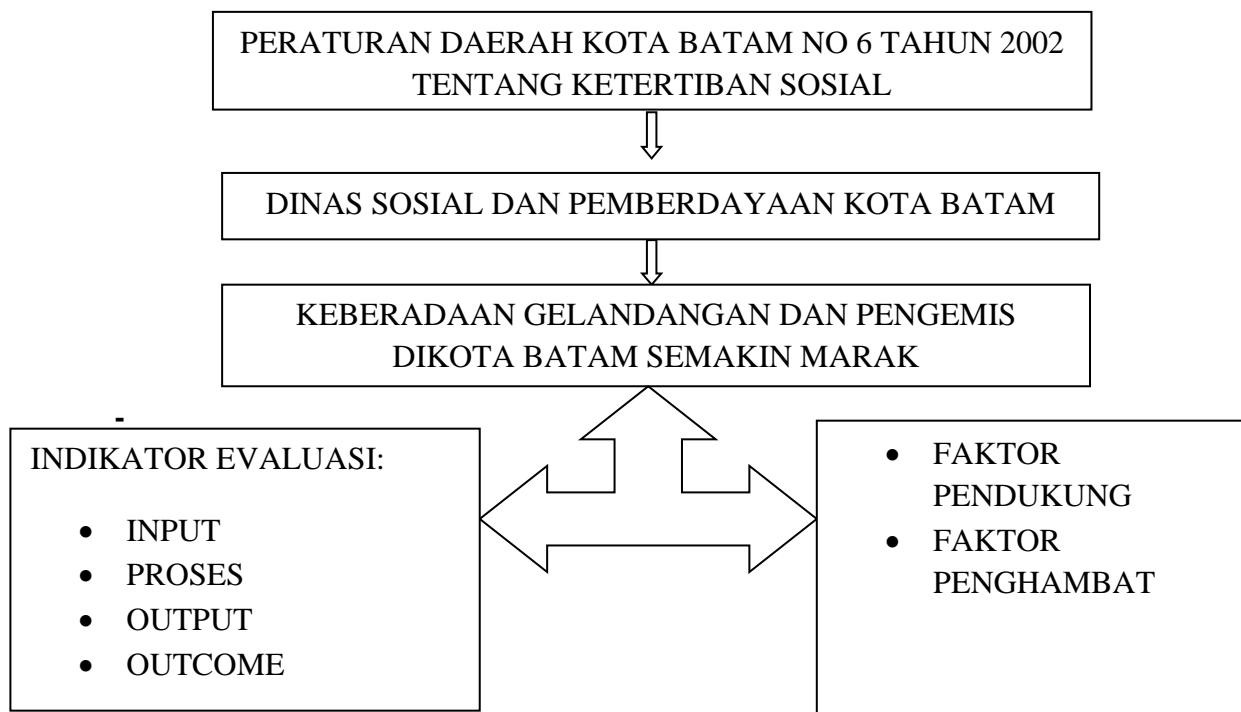 PERATURAN DAERAH KOTA BATAM NO 6 TAHUN 2002
TENTANG KETERTIBAN SOSIAL
DINAS SOSIAL DAN PEMBERDAYAAN KOTA BATAM
KEBERADAAN GELANDANGAN DAN PENGEMIS
DIKOTA BATAM SEMAKIN MARAK
-
INDIKATOR EVALUASI:
• INPUT
• PROSES
• OUTPUT
• OUTCOME
• FAKTOR
PENDUKUNG
• FAKTOR
PENGHAMBAT